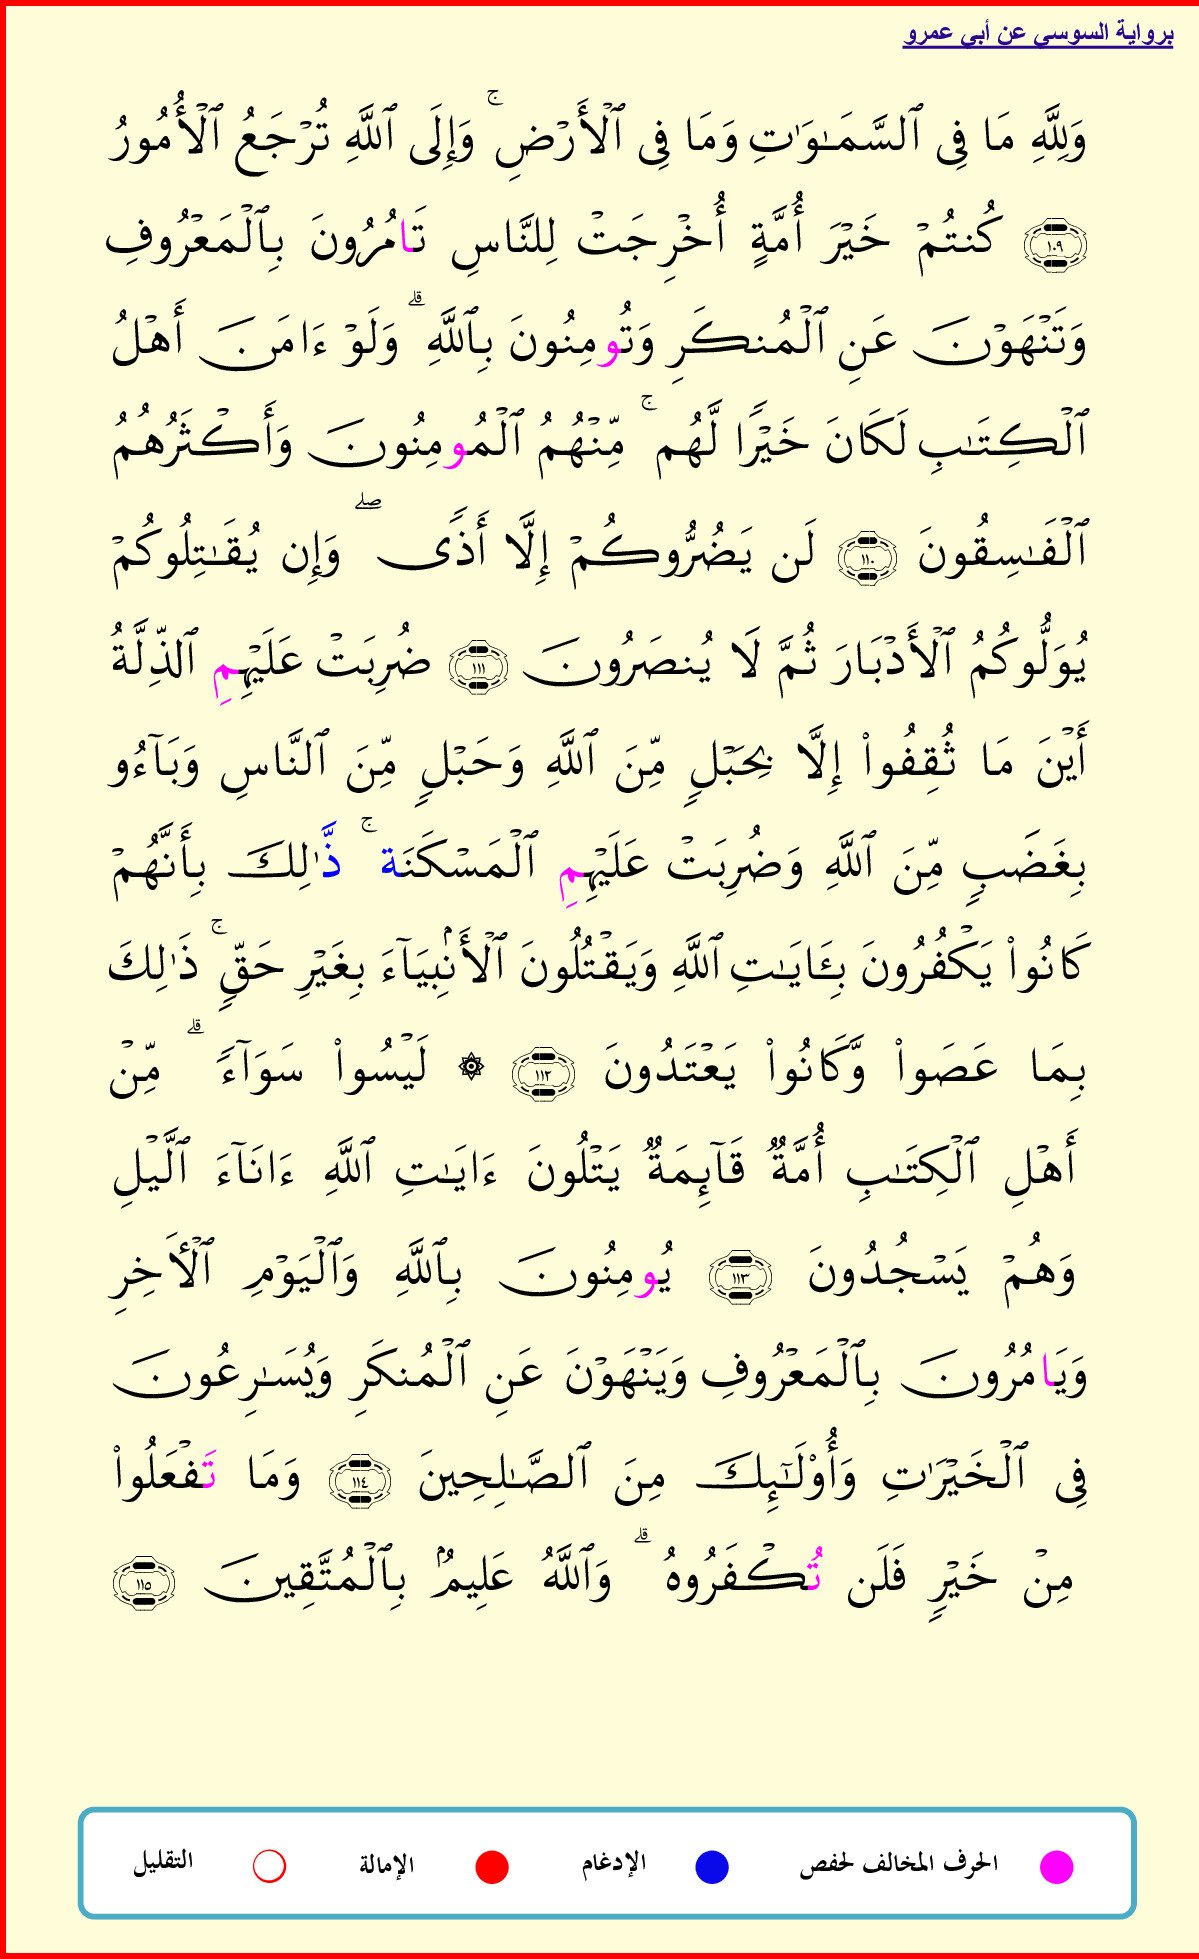 برواية السوسي عن أبي عمرو
وَلِلَّهِ مَا فِى ٱلسَّمَـٰوَٰتِ وَمَا فِى ٱلْأَرْضِ ۚ وَإِلَى ٱللَّهِ تُرْجَعُ ٱلْأُمُورُ
١٠٩ كُنتُمْ خَيْرَ أُمَّةٍ أُخْرِجَتْ لِلنَّاسِ تَامُرُونَ بِٱلْمَعْرُوفِ
وَتَنْهَوْنَ عَنِ ٱلْمُنكَرِ وَتُومِنُونَ بِٱللَّهِ ۗ وَلَوْ ءَامَنَ أَهْلُ
ٱلْكِتَـٰبِ لَكَانَ خَيْرًا لَّهُم ۚ مِّنْهُمُ ٱلْمُومِنُونَ وَأَكْثَرُهُمُ
ٱلْفَـٰسِقُونَ ١١٠ لَن يَضُرُّوكُمْ إِلَّا أَذًى ۖ وَإِن يُقَـٰتِلُوكُمْ
يُوَلُّوكُمُ ٱلْأَدْبَارَ ثُمَّ لَا يُنصَرُونَ ١١١ ضُرِبَتْ عَلَيْهِمِ ٱلذِّلَّةُ
أَيْنَ مَا ثُقِفُوا۟ إِلَّا بِحَبْلٍ مِّنَ ٱللَّهِ وَحَبْلٍ مِّنَ ٱلنَّاسِ وَبَآءُو
بِغَضَبٍ مِّنَ ٱللَّهِ وَضُرِبَتْ عَلَيْهِمِ ٱلْمَسْكَنَة ۚ ذَّٰلِكَ بِأَنَّهُمْ
كَانُوا۟ يَكْفُرُونَ بِـَٔايَـٰتِ ٱللَّهِ وَيَقْتُلُونَ ٱلْأَنۢبِيَآءَ بِغَيْرِ حَقٍّ ۚ ذَٰلِكَ
بِمَا عَصَوا۟ وَّكَانُوا۟ يَعْتَدُونَ ١١٢ ۞ لَيْسُوا۟ سَوَآءً ۗ مِّنْ
أَهْلِ ٱلْكِتَـٰبِ أُمَّةٌ قَآئِمَةٌ يَتْلُونَ ءَايَـٰتِ ٱللَّهِ ءَانَآءَ ٱلَّيْلِ
وَهُمْ يَسْجُدُونَ ١١٣ يُومِنُونَ بِٱللَّهِ وَٱلْيَوْمِ ٱلْأَخِرِ
وَيَامُرُونَ بِٱلْمَعْرُوفِ وَيَنْهَوْنَ عَنِ ٱلْمُنكَرِ وَيُسَـٰرِعُونَ
فِى ٱلْخَيْرَٰتِ وَأُو۟لَـٰٓئِكَ مِنَ ٱلصَّـٰلِحِينَ ١١٤ وَمَا تَفْعَلُوا۟
مِنْ خَيْرٍ فَلَن تُكْفَرُوهُ ۗ وَٱللَّهُ عَلِيمٌۢ بِٱلْمُتَّقِينَ ١١٥
الحرف المخالف لحفص الإدغام الإمالة التقليل